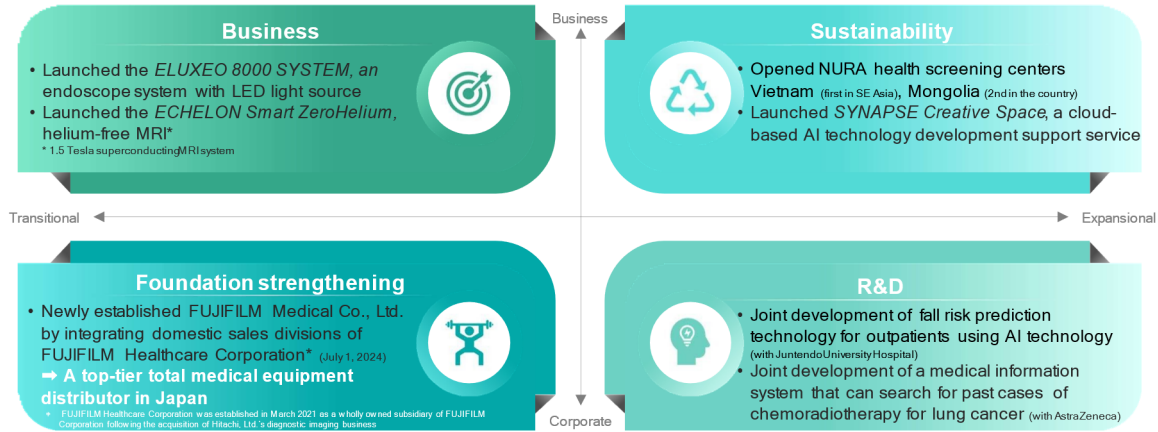 Business
Business
• Launched the ELUXEO 8000 SYSTEM, an
endoscope system with LED light source
• Launched the ECHELON Smart ZeroHelium,
helium-free MRI*
* 1.5 Tesla superconducting MRI system
Sustainability
• Opened NURA health screening centers
Vietnam (first in SE Asia), Mongolia (2nd in the country)
• Launched SYNAPSE Creative Space, a cloud-
based AI technology development support service
Transitional
Expansional
Foundation strengthening
• Newly established FUJIFILM Medical Co., Ltd.
by integrating domestic sales divisions of
FUJIFILM Healthcare Corporation* (July 1, 2024)
➡ A top-tier total medical equipment
distributor in Japan
• FUJIFILM Healthcare Corporation was established in March 2021 as a wholly owned subsidiary of FUJIFILM
Corporation following the acquisition of Hitachi, Ltd.'s diagnostic imaging business
R&D
• Joint development of fall risk prediction
technology for outpatients using AI technology
(with Juntendo University Hospital)
• Joint development of a medical information
system that can search for past cases of
chemoradiotherapy for lung cancer (with AstraZeneca)
Corporate